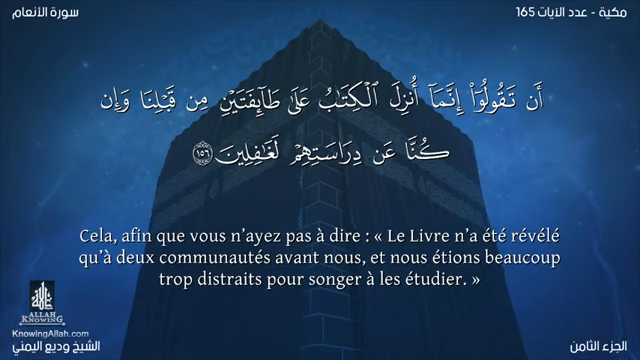 مكية - عدد الآيات 165
سورة الأنعام
أَن تَقُولُوٓا۟ إِنَّمَآ أُنزِلَ ٱلْكِتَٰبُ عَلَىٰ طَآئِفَتَيْنِ مِن قَبْلِنَا وَإِن
كُنَّا عَن دِرَاسَتِهِمْ لَغَٰفِلِينَ ١٥٦
Cela, afin que vous n’ayez pas à dire : « Le Livre n’a été révélé
qu’à deux communautés avant nous, et nous étions beaucoup
trop distraits pour songer à les étudier. »
ALLAH
KNOWING
KnowingAllah.com
الجزء الثامن
الشيخ وديع اليمني